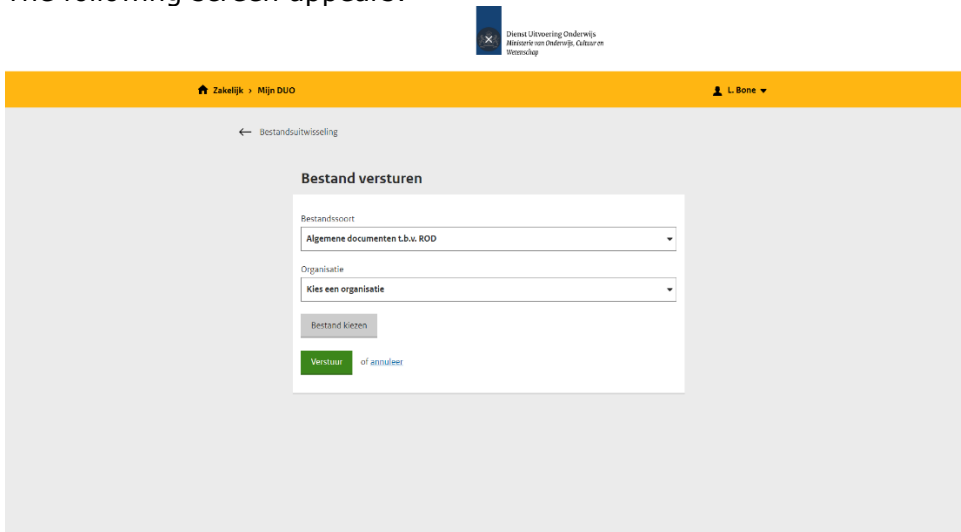 The following screen appears:
Dienst Uitvoering Onderwijs
Ministerie van Onderwijs, Cultuur en
Wetenschap
Zakelijk › Mijn DUO
L. Bone
Bestandsuitwisseling
Bestand versturen
Bestandssoort
Algemene documenten t.b.v. ROD
Organisatie
Kies een organisatie
Bestand kiezen
Verstuur of annuleer